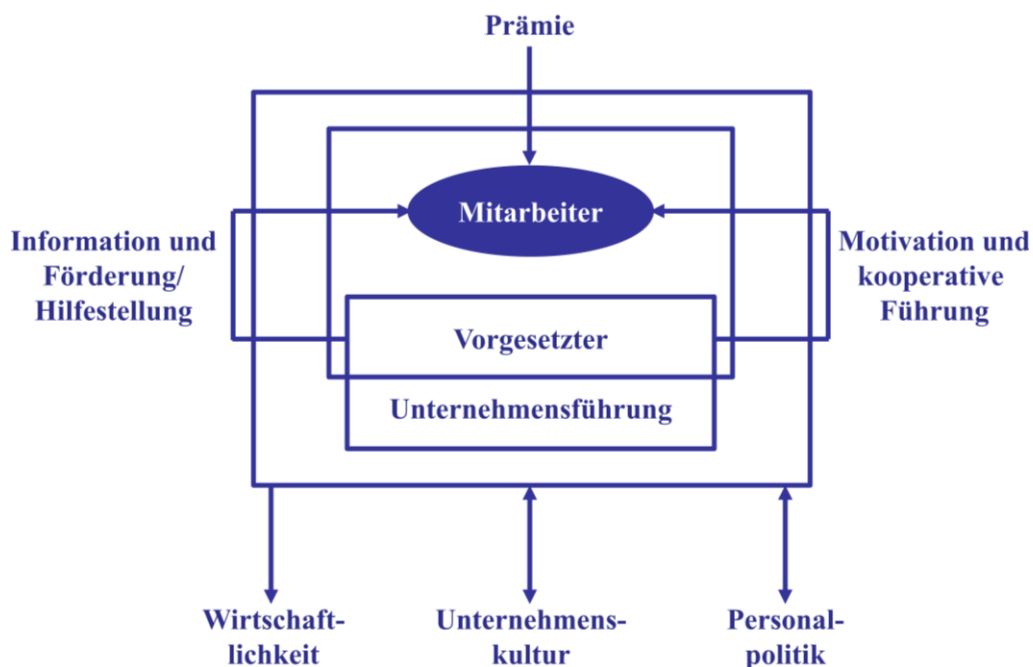 Prämie
Mitarbeiter
Information und
Förderung/
Hilfestellung
Motivation und
kooperative
Führung
Vorgesetzter
Unternehmensführung
Wirtschaft-
lichkeit
Unternehmens-
kultur
Personal-
politik